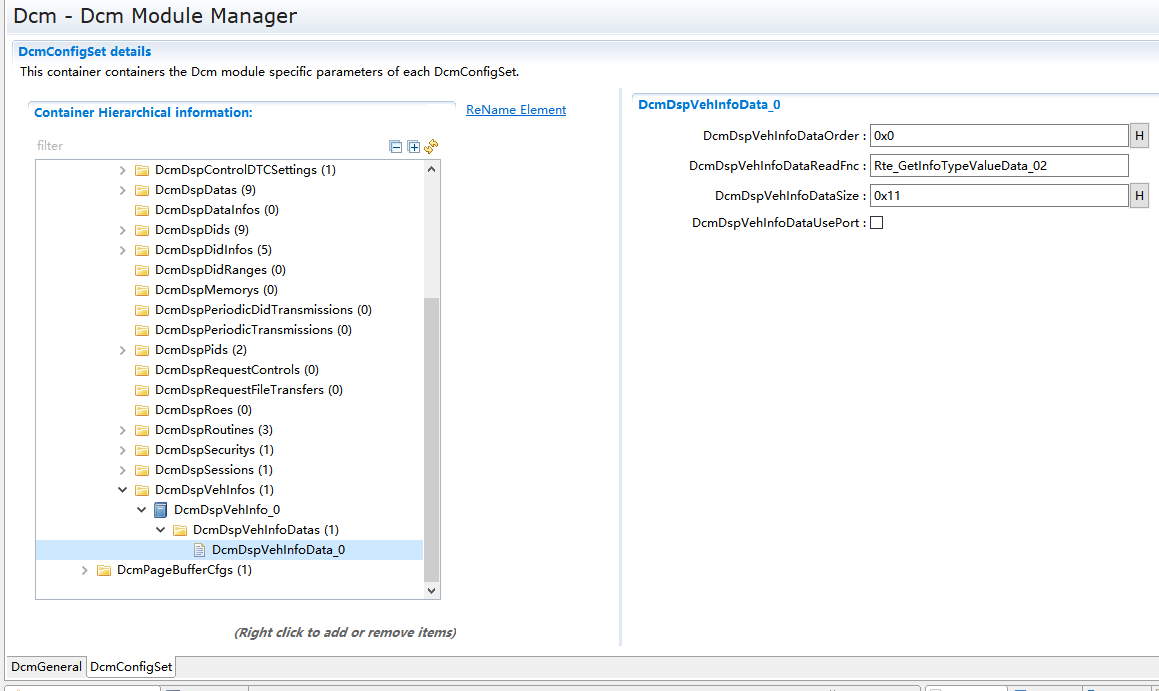 Dcm - Dcm Module Manager
DcmConfigSet details
This container containers the Dcm module specific parameters of each DcmConfigSet.
Container Hierarchical information:
ReName Element
filter
DcmDspControlDTCSettings (1)
DcmDspDatas (9)
DcmDspDataInfos (0)
DcmDspDids (9)
DcmDspDidInfos (5)
DcmDspDidRanges (0)
DcmDspMemorys (0)
DcmDspPeriodicDidTransmissions (0)
DcmDspPeriodicTransmissions (0)
DcmDspPids (2)
DcmDspRequestControls (0)
DcmDspRequestFileTransfers (0)
DcmDspRoes (0)
DcmDspRoutines (3)
DcmDspSecuritys (1)
DcmDspSessions (1)
DcmDspVehInfos (1)
DcmDspVehInfo_0
DcmDspVehInfoDatas (1)
DcmDspVehInfoData_0
DcmPageBufferCfgs (1)
(Right click to add or remove items)
DcmDspVehInfoData_0
DcmDspVehInfoDataOrder : 0x0 H
DcmDspVehInfoDataReadFnc : Rte_GetInfoTypeValueData_02
DcmDspVehInfoDataSize : 0x11 H
DcmDspVehInfoDataUsePort :
DcmGeneral DcmConfigSet